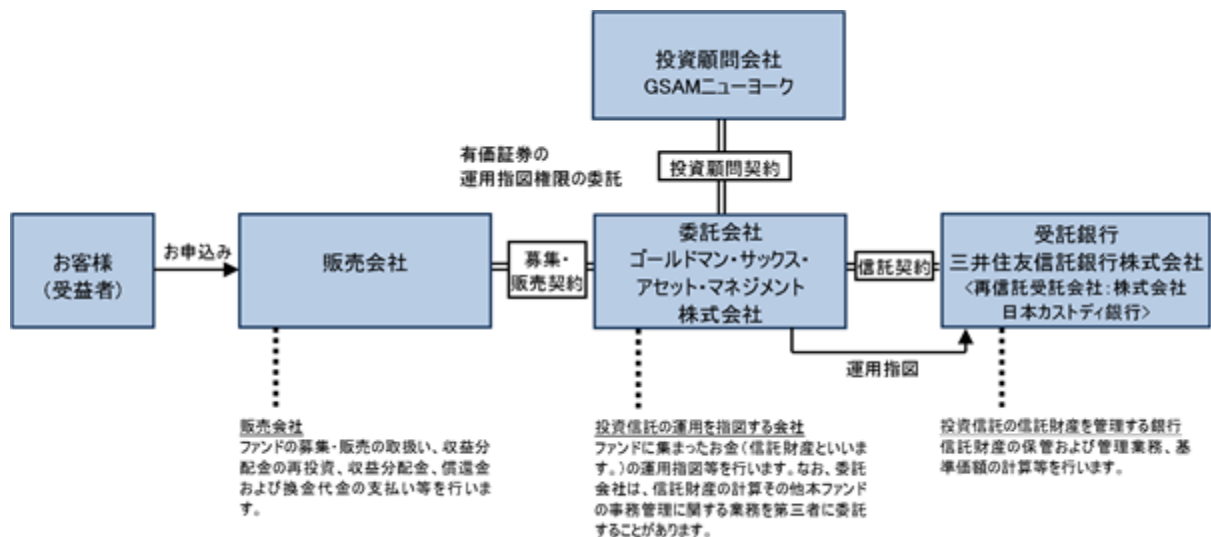 投資顧問会社
GSAMニューヨーク
有価証券の
運用指図権限の委託
投資顧問契約
お客様
(受益者)
お申込み
販売会社
募集・
販売契約
委託会社
ゴールドマン・サックス・
アセット・マネジメント
株式会社
信託契約
受託銀行
三井住友信託銀行株式会社
<再信託受託会社:株式会社
日本カストディ銀行>
運用指図
販売会社
ファンドの募集・販売の取扱い、収益分
配金の再投資、収益分配金、償還金
および換金代金の支払い等を行いま
す。
投資信託の運用を指図する会社
ファンドに集まったお金(信託財産といいま
す。)の運用指図等を行います。なお、委託
会社は、信託財産の計算その他本ファンド
の事務管理に関する業務を第三者に委託
することがあります。
投資信託の信託財産を管理する銀行
信託財産の保管および管理業務、基
準価額の計算等を行います。